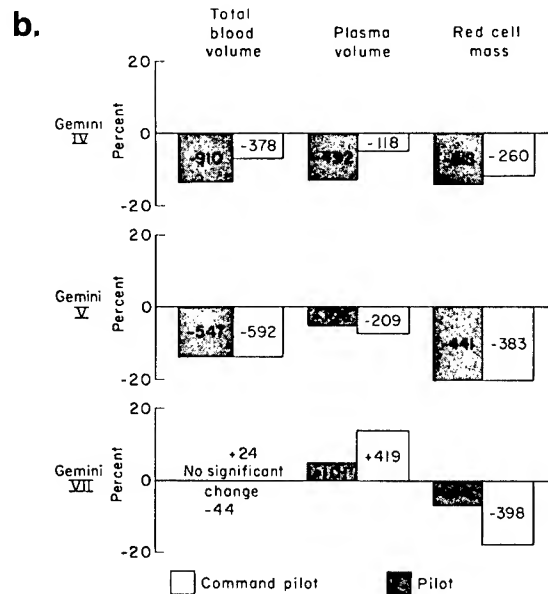 b.
Total blood volume
Plasma volume
Red cell mass
20
0
-20
Percent
Gemini IV
-910
-378
-118
-260
20
0
-20
Percent
Gemini V
-547
-592
-209
-441
-383
20
0
-20
Percent
Gemini VII
+24
No significant
change
-44
+419
-398
Command pilot
Pilot